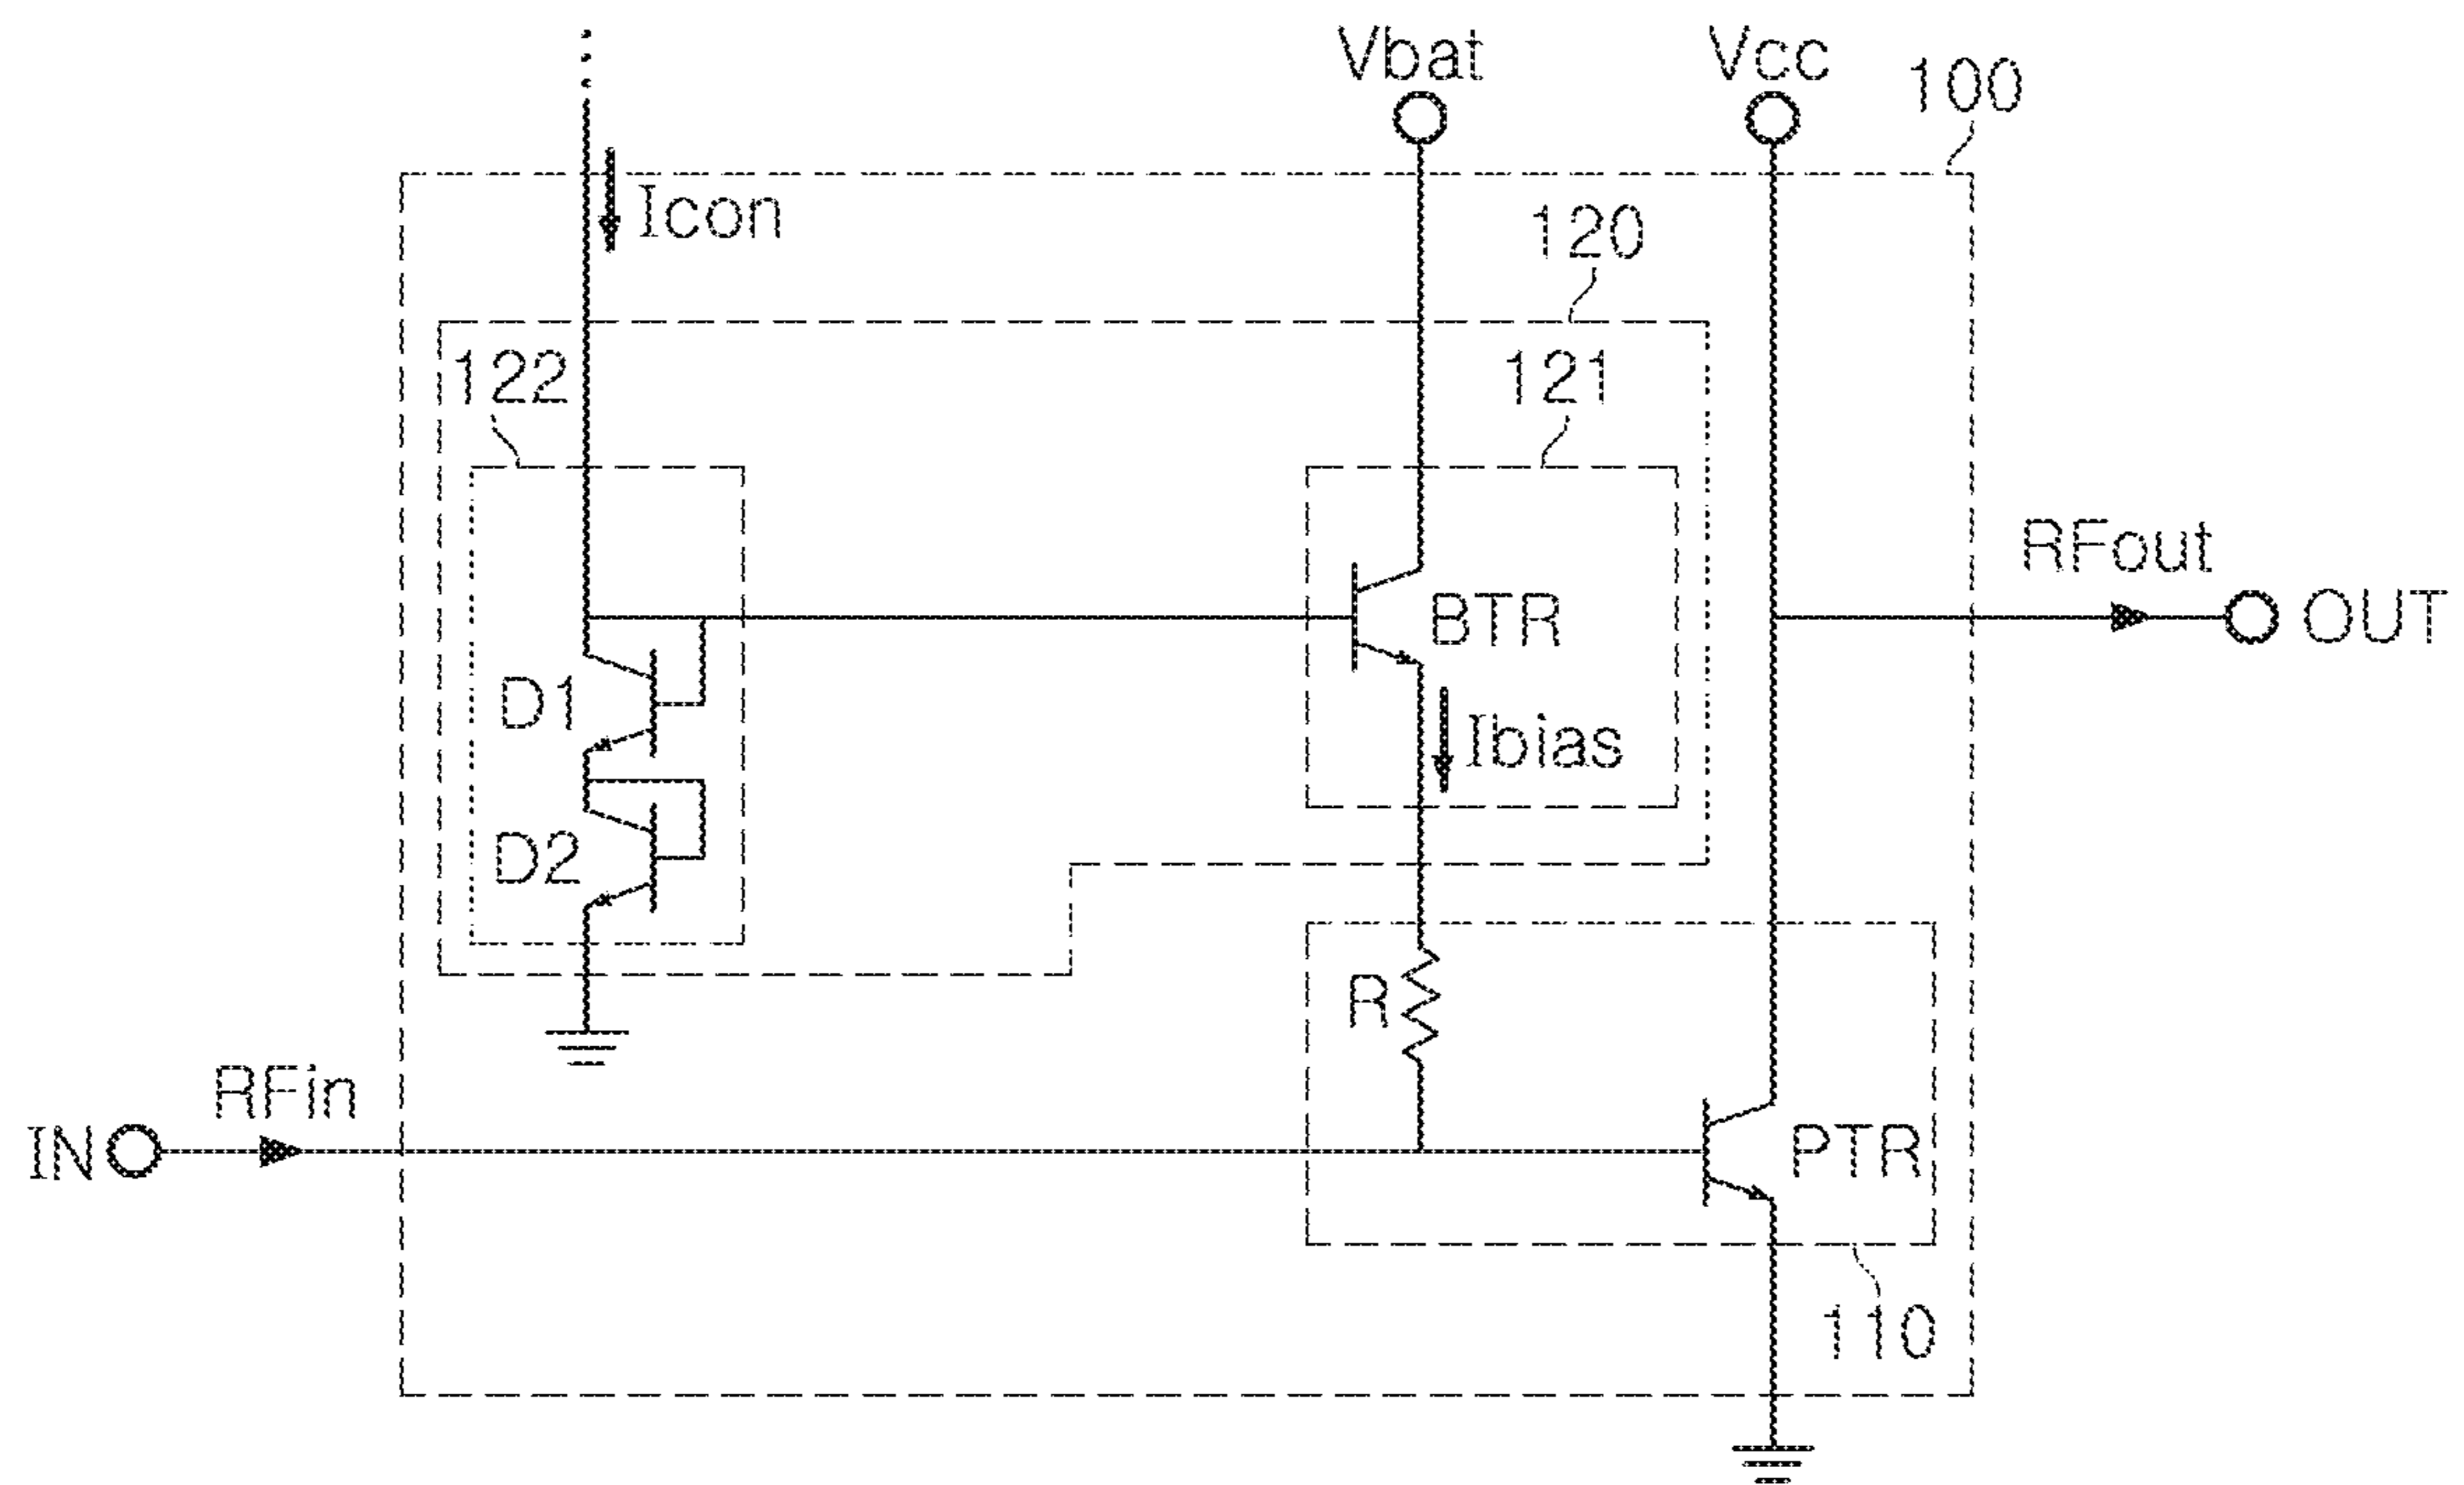 Vbat
Vcc
100
Icon
120
122
121
RFout
BTR
OUT
D1
Ibias
D2
R
RFin
IN
PTR
110